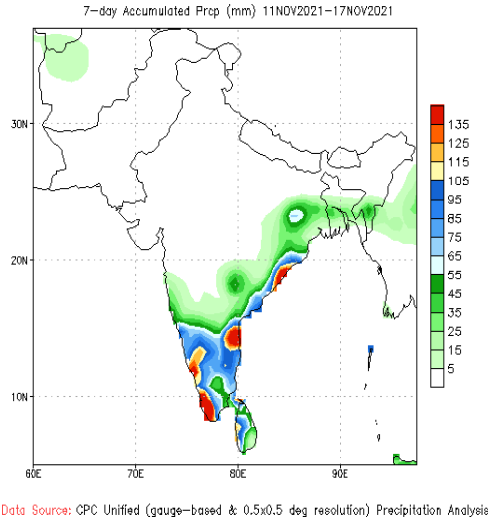 7-day Accumulated Prcp (mm) 11NOV2021-17NOV2021
30N
20N
10N
60E 70E 80E 90E
135
125
115
105
95
85
75
65
55
45
35
25
15
5
Data Source: CPC Unified (gauge-based & 0.5x0.5 deg resolution) Precipitation Analysis